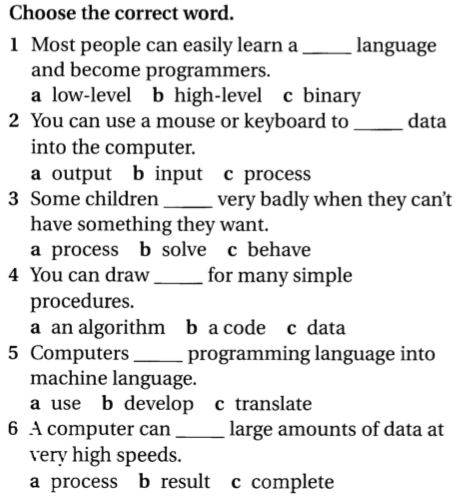 Choose the correct word.
1 Most people can easily learn a _____ language
and become programmers.
a low-level b high-level c binary
2 You can use a mouse or keyboard to _____ data
into the computer.
a output b input c process
3 Some children _____ very badly when they can't
have something they want.
a process b solve c behave
4 You can draw _____ for many simple
procedures.
a an algorithm b a code c data
5 Computers _____ programming language into
machine language.
a use b develop c translate
6 A computer can _____ large amounts of data at
very high speeds.
a process b result c complete